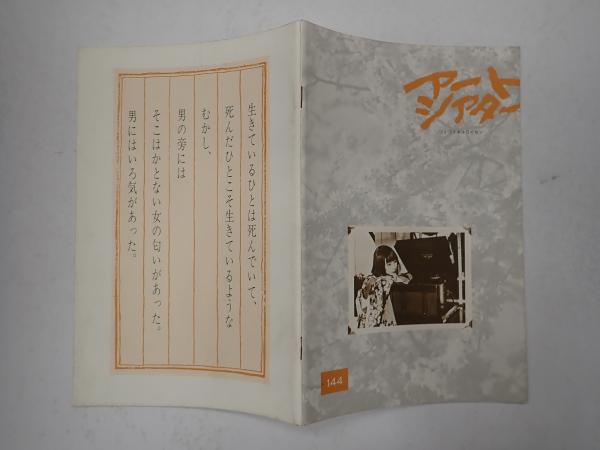 アート
シアター
144
生きているひとは死んでいて、
死んだひとこそ生きているような
むかし、
男の旁には
そこはかとない女の匂いがあった。
男にはいろ気があった。